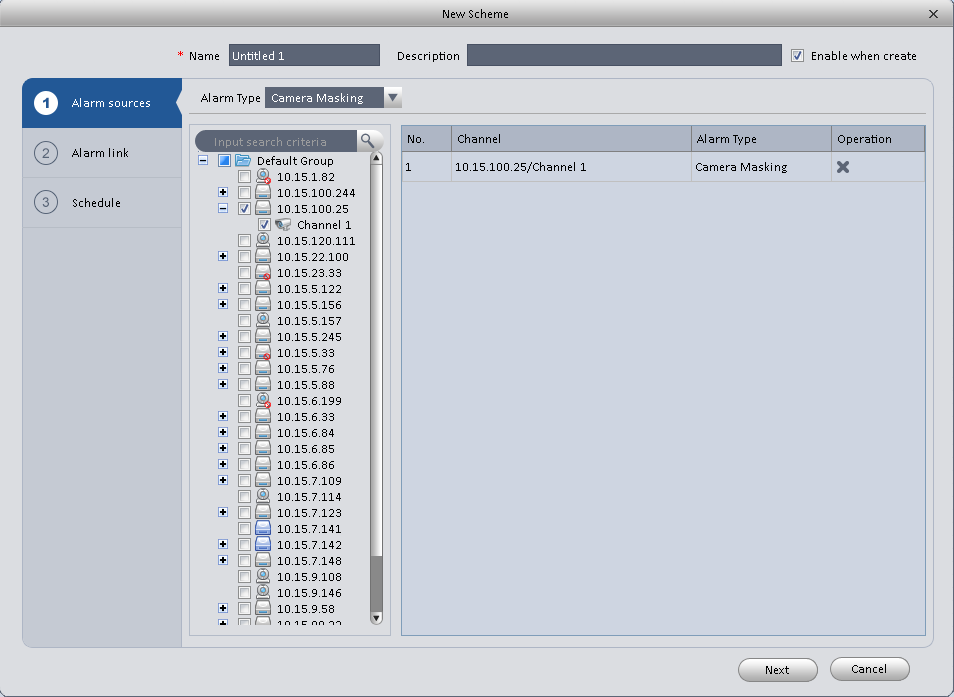 New Scheme
* Name Untitled 1 Description Enable when create
1 Alarm sources
2 Alarm link
3 Schedule
Alarm Type Camera Masking
Input search criteria
Default Group
10.15.1.82
10.15.100.244
10.15.100.25
Channel 1
10.15.120.111
10.15.22.100
10.15.23.33
10.15.5.122
10.15.5.156
10.15.5.157
10.15.5.245
10.15.5.33
10.15.5.76
10.15.5.88
10.15.6.199
10.15.6.33
10.15.6.84
10.15.6.85
10.15.6.86
10.15.7.109
10.15.7.114
10.15.7.123
10.15.7.141
10.15.7.142
10.15.7.148
10.15.9.108
10.15.9.146
10.15.9.58
No. Channel Alarm Type Operation
1 10.15.100.25/Channel 1 Camera Masking
Next Cancel